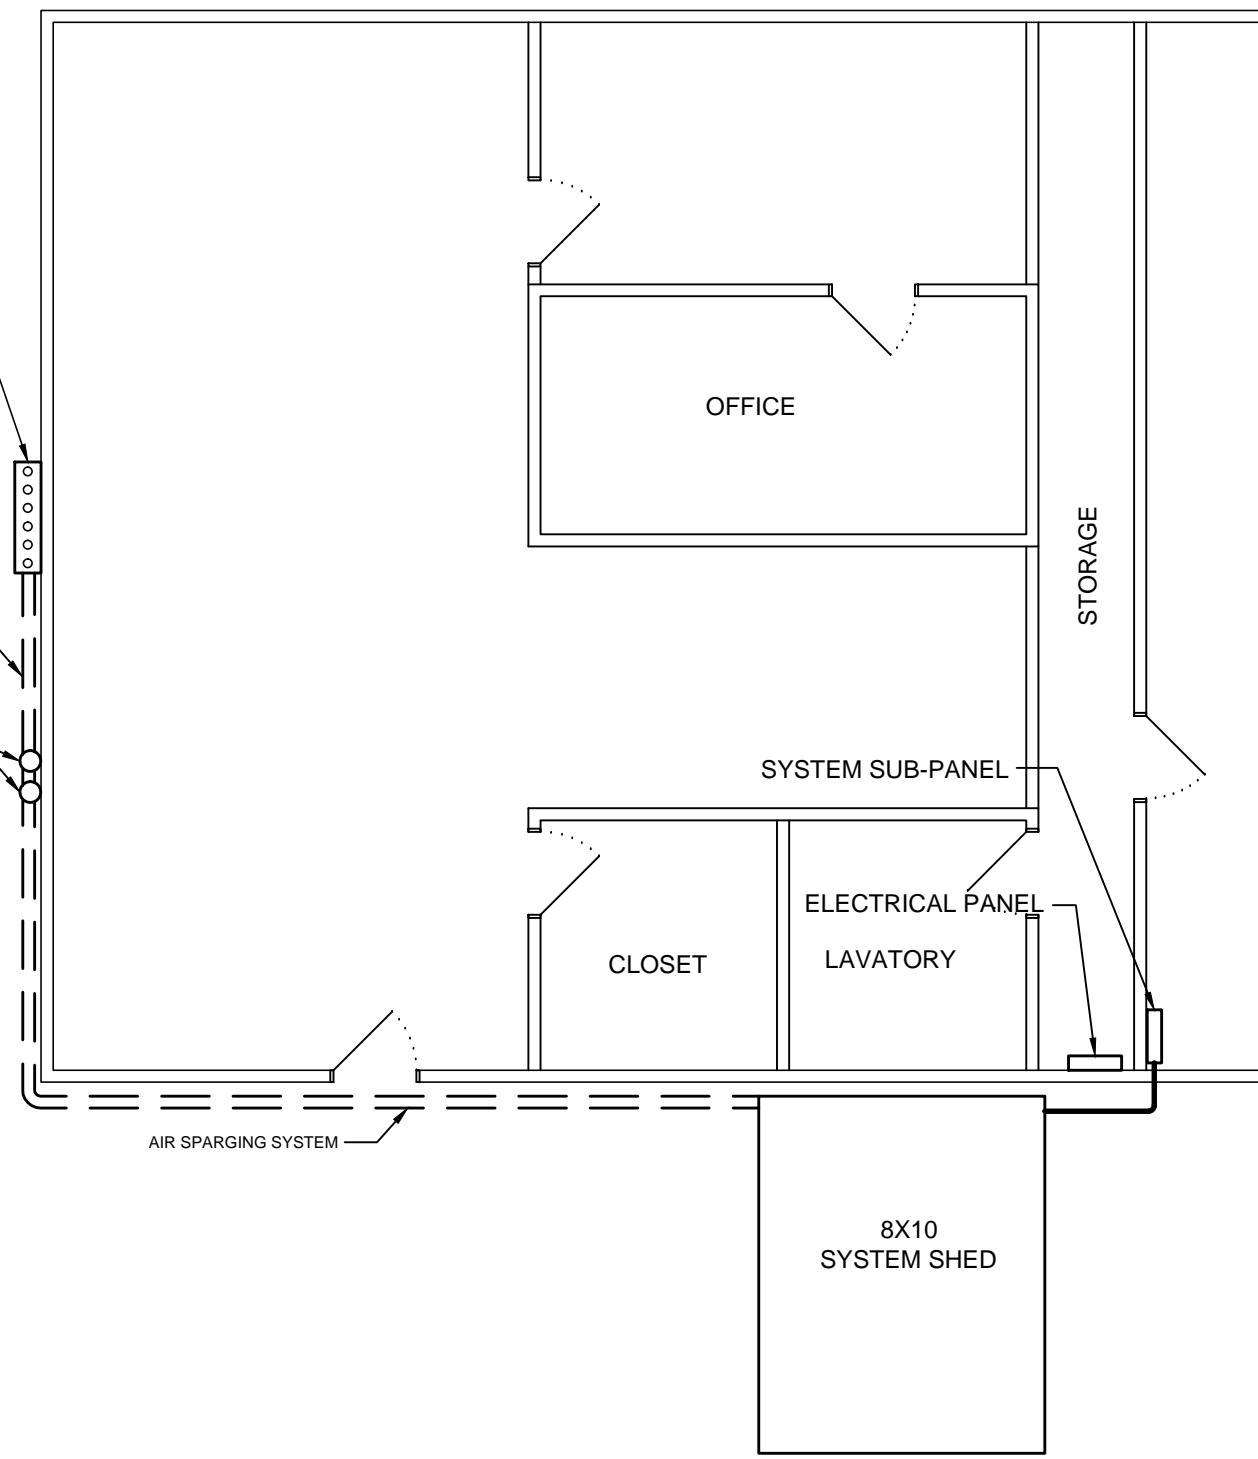 OFFICE
STORAGE
SYSTEM SUB-PANEL
ELECTRICAL PANEL
LAVATORY
CLOSET
AIR SPARGING SYSTEM
8X10
SYSTEM SHED